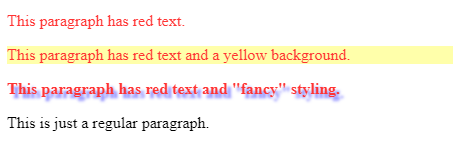 This paragraph has red text.
This paragraph has red text and a yellow background.
This paragraph has red text and "fancy" styling.
This is just a regular paragraph.